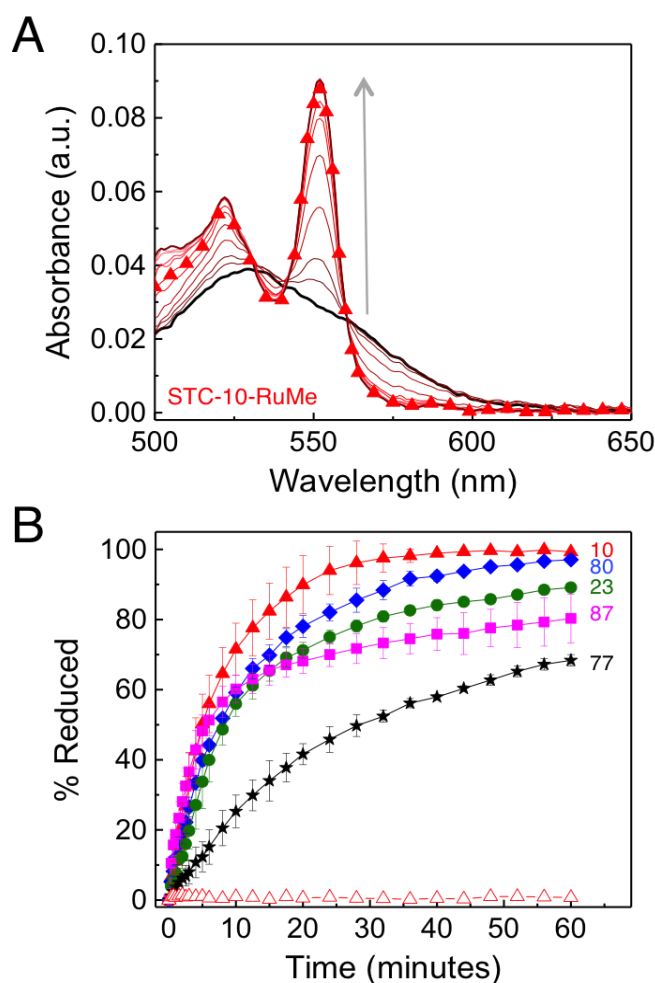 A
0.10
0.08
0.06
0.04
0.02
0.00
Absorbance (a.u.)
STC-10-RuMe
500 550 600 650
Wavelength (nm)
B
100
80
60
40
20
0
% Reduced
10
80
23
87
77
0 10 20 30 40 50 60
Time (minutes)